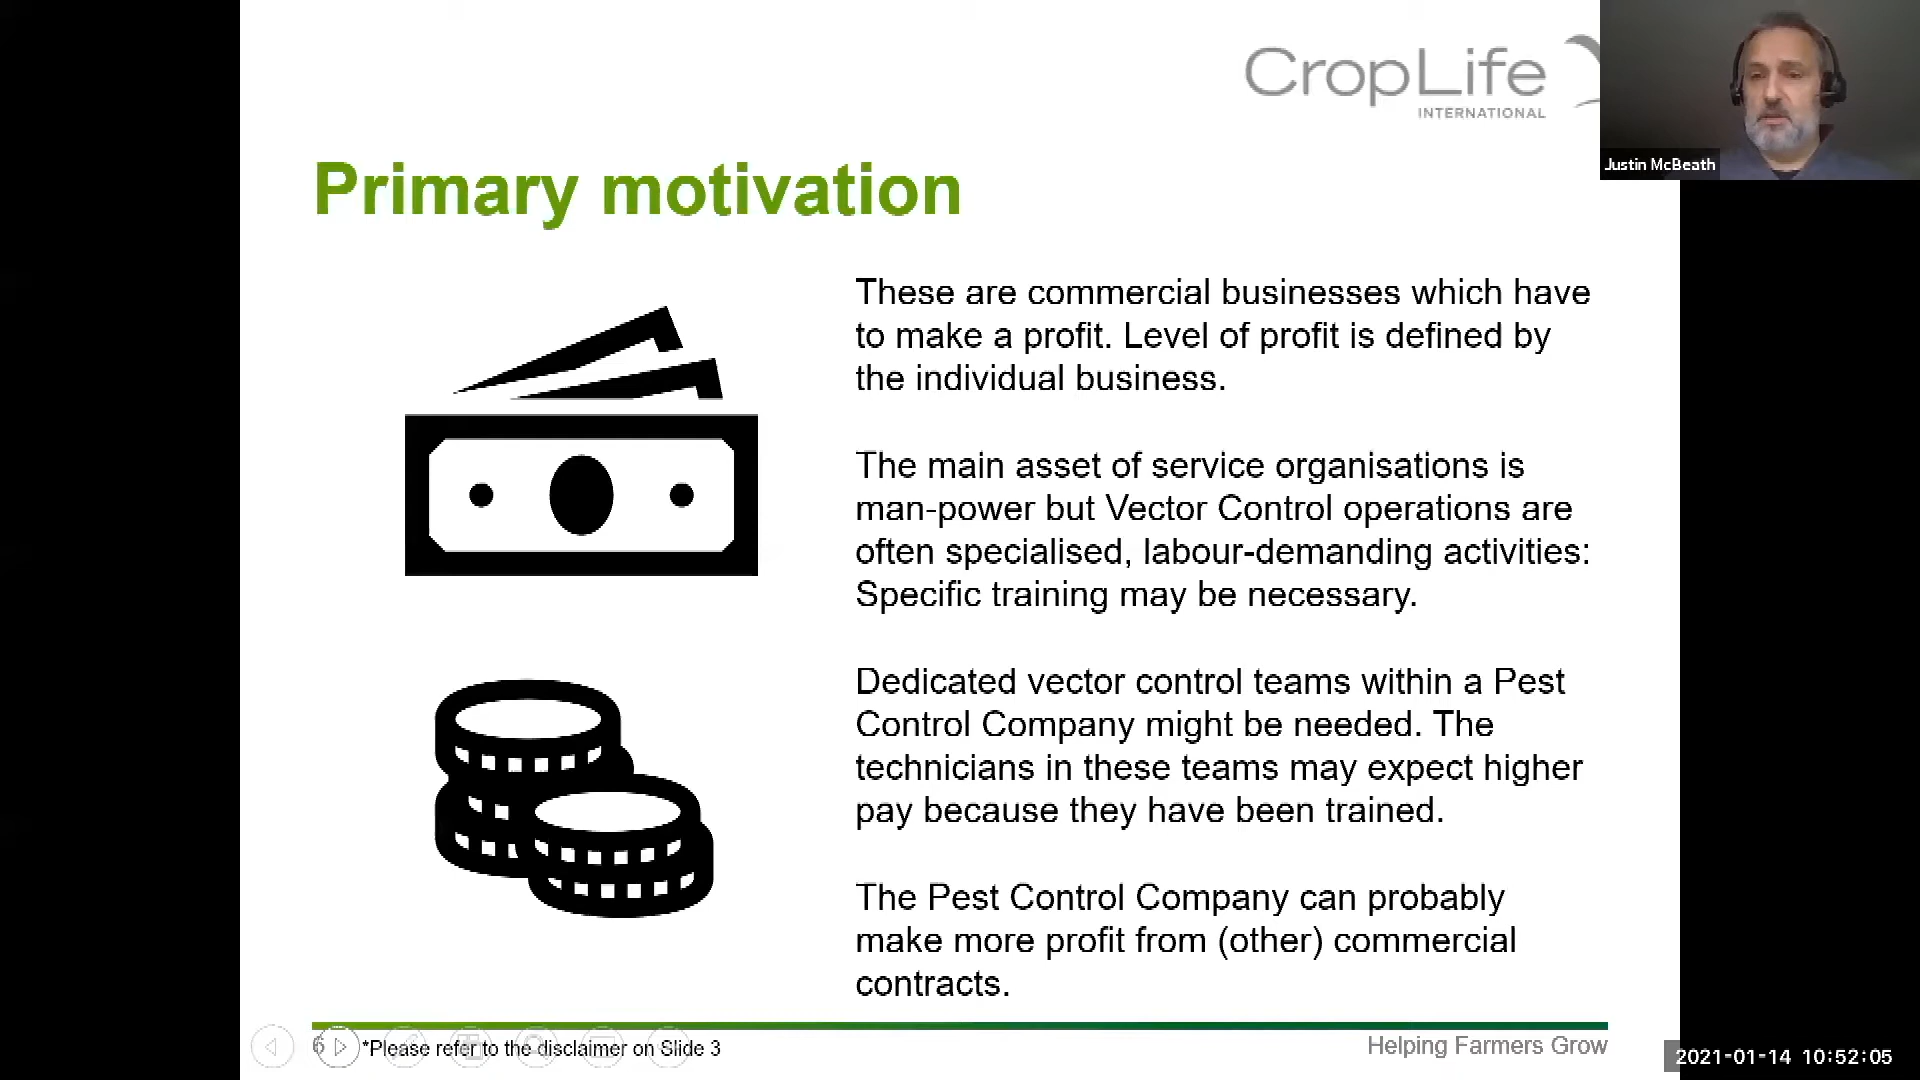 CropLife
INTERNATIONAL
Justin McBeath
Primary motivation
These are commercial businesses which have
to make a profit. Level of profit is defined by
the individual business.
The main asset of service organisations is
man-power but Vector Control operations are
often specialised, labour-demanding activities:
Specific training may be necessary.
Dedicated vector control teams within a Pest
Control Company might be needed. The
technicians in these teams may expect higher
pay because they have been trained.
The Pest Control Company can probably
make more profit from (other) commercial
contracts.
6
*Please refer to the disclaimer on Slide 3
Helping Farmers Grow
2021-01-14 10:52:05